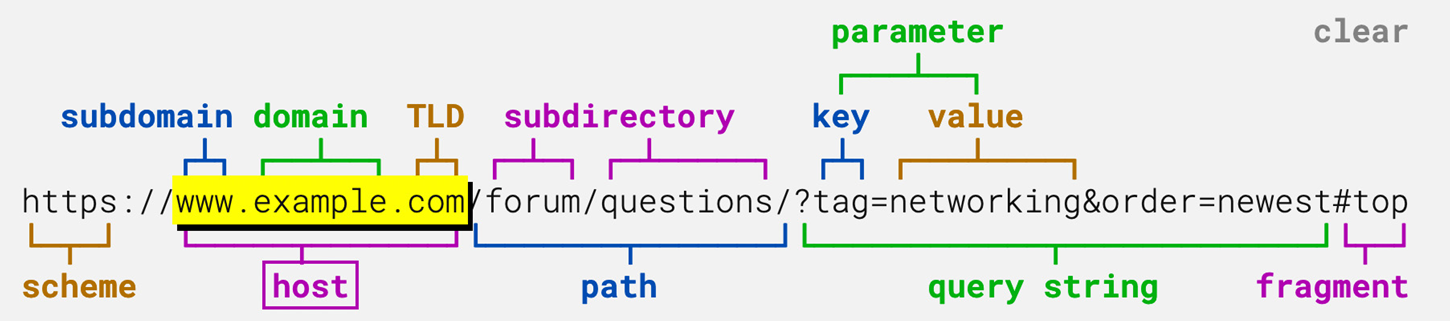 parameter clear
subdomain domain TLD subdirectory key value
https://www.example.com/forum/questions/?tag=networking&order=newest#top
scheme host path query string fragment